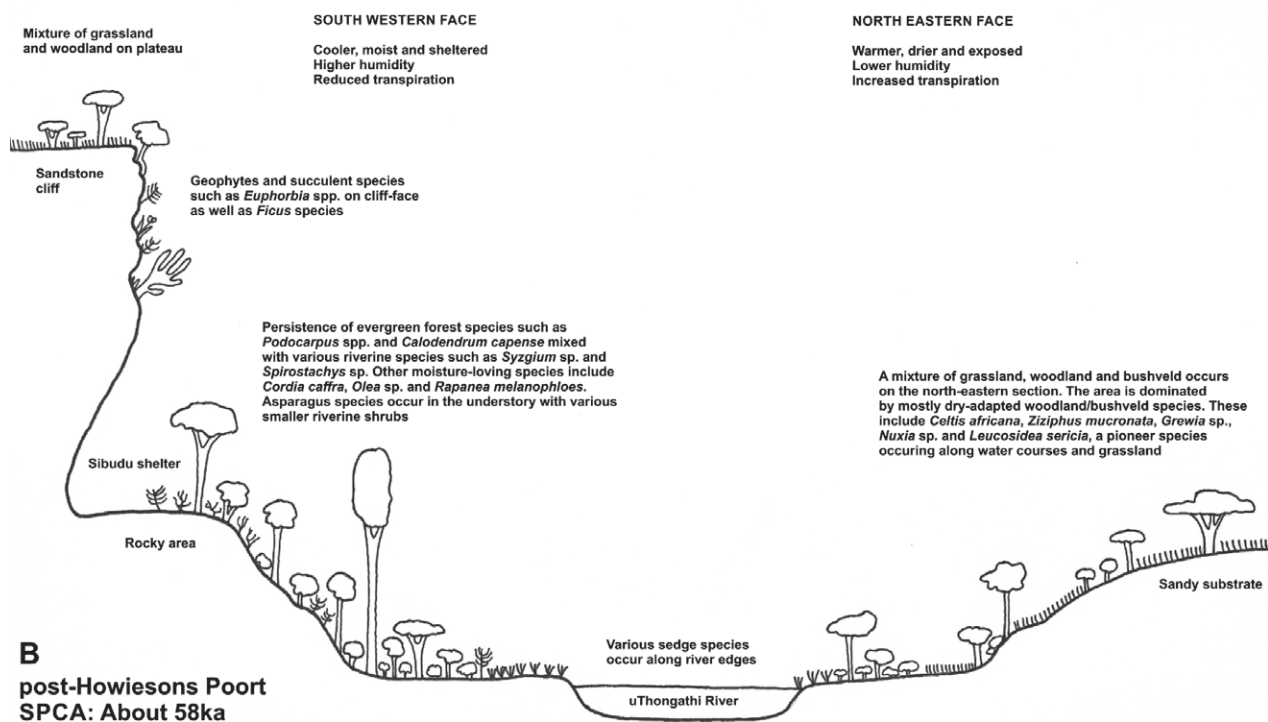 SOUTH WESTERN FACE
NORTH EASTERN FACE
Mixture of grassland
and woodland on plateau
Cooler, moist and sheltered
Higher humidity
Reduced transpiration
Warmer, drier and exposed
Lower humidity
Increased transpiration
Sandstone
cliff
Geophytes and succulent species
such as Euphorbia spp. on cliff-face
as well as Ficus species
Persistence of evergreen forest species such as
Podocarpus spp. and Calodendrum capense mixed
with various riverine species such as Syzgium sp. and
Spirostachys sp. Other moisture-loving species include
Cordia caffra, Olea sp. and Rapanea melanophloes.
Asparagus species occur in the understory with various
smaller riverine shrubs
A mixture of grassland, woodland and bushveld occurs
on the north-eastern section. The area is dominated
by mostly dry-adapted woodland/bushveld species. These
include Celtis africana, Ziziphus mucronata, Grewia sp.,
Nuxia sp. and Leucosidea sericia, a pioneer species
occuring along water courses and grassland
Sibudu shelter
Rocky area
Sandy substrate
Various sedge species
occur along river edges
uThongathi River
B
post-Howiesons Poort
SPCA: About 58ka